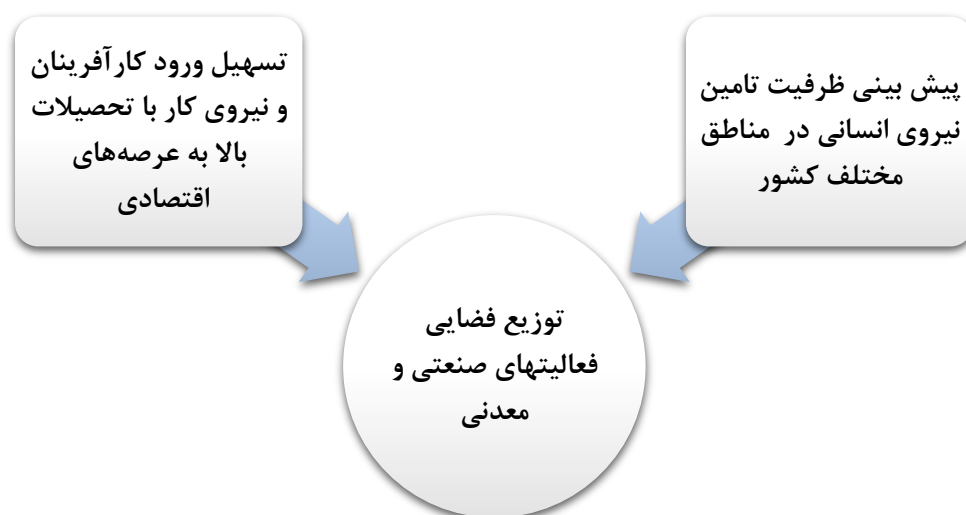 پیش بینی ظرفیت تامین
نیروی انسانی در مناطق
مختلف کشور
تسهیل ورود کارآفرینان
و نیروی کار با تحصیلات
بالا به عرصه‌های
اقتصادی
توزیع فضایی
فعالیتهای صنعتی و
معدنی